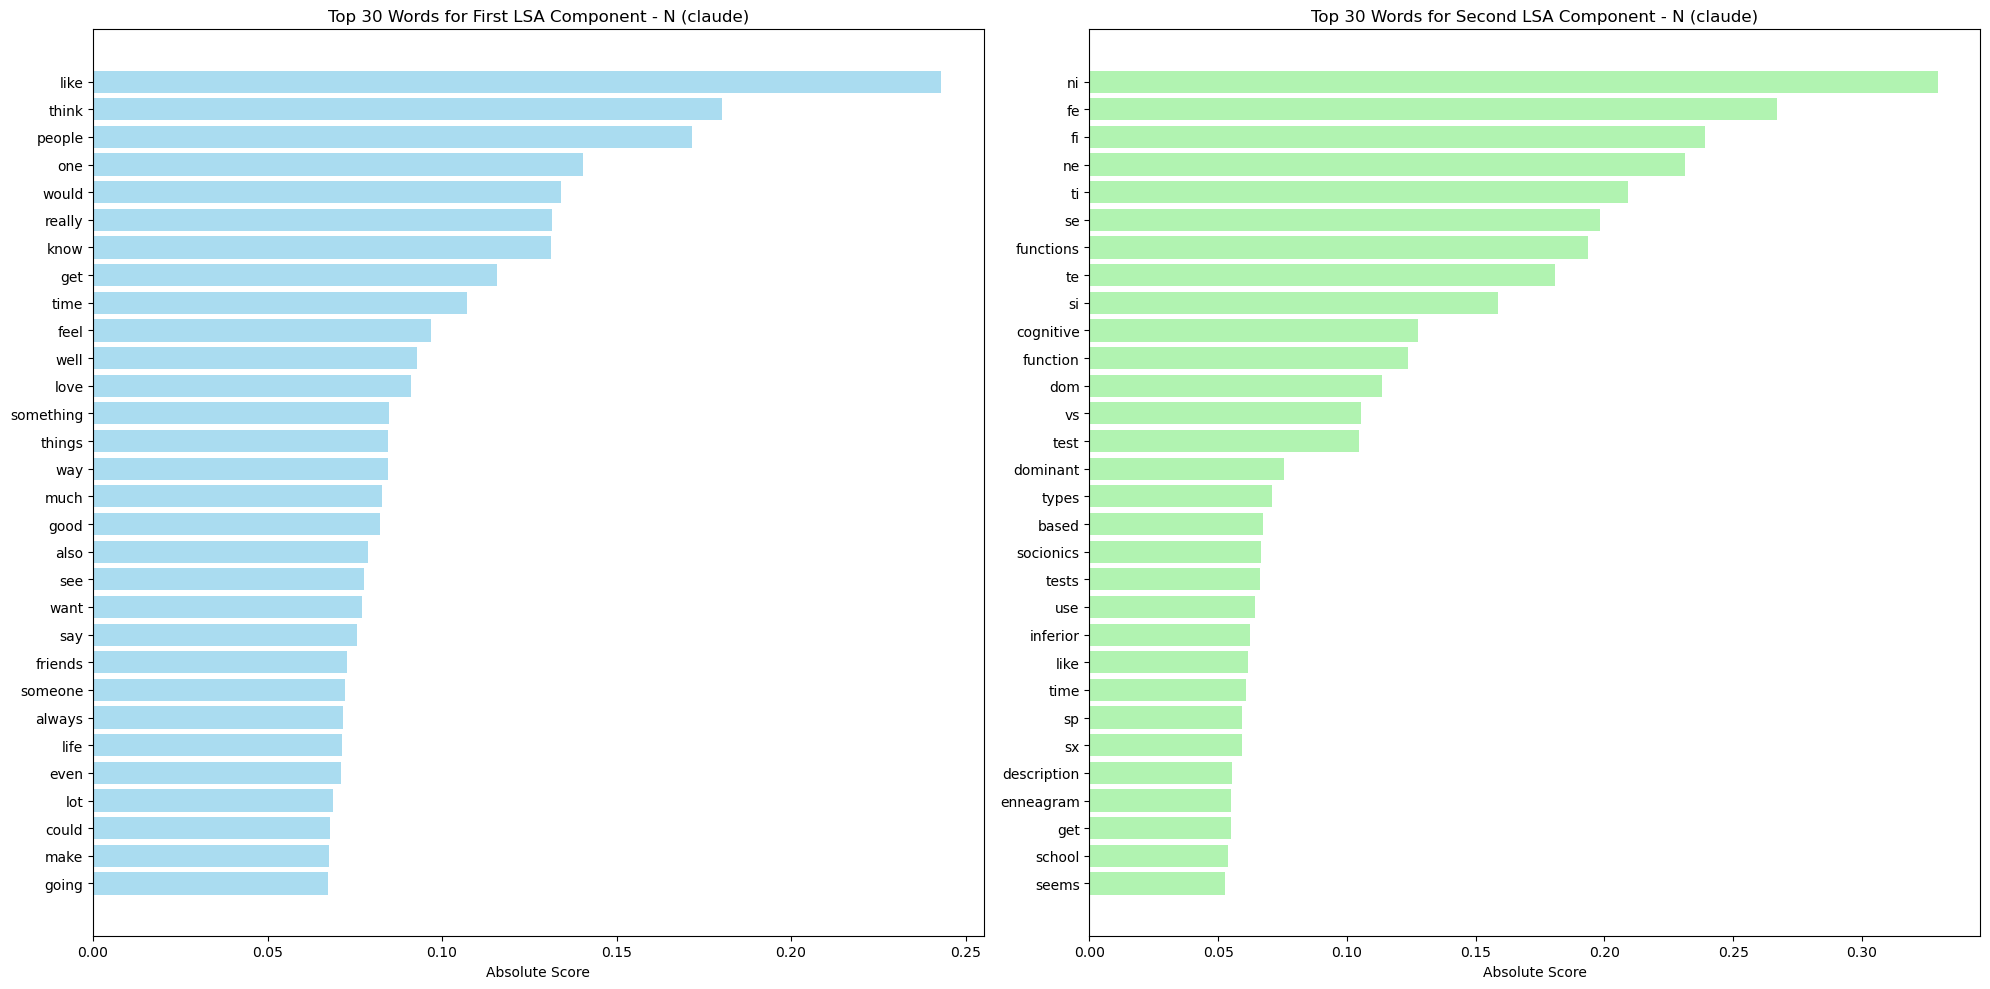 Top 30 Words for First LSA Component - N (claude)
like
think
people
one
would
really
know
get
time
feel
well
love
something
things
way
much
good
also
see
want
say
friends
someone
always
life
even
lot
could
make
going
0.00 0.05 0.10 0.15 0.20 0.25
Absolute Score
Top 30 Words for Second LSA Component - N (claude)
ni
fe
fi
ne
ti
se
functions
te
si
cognitive
function
dom
vs
test
dominant
types
based
socionics
tests
use
inferior
like
time
sp
sx
description
enneagram
get
school
seems
0.00 0.05 0.10 0.15 0.20 0.25 0.30
Absolute Score